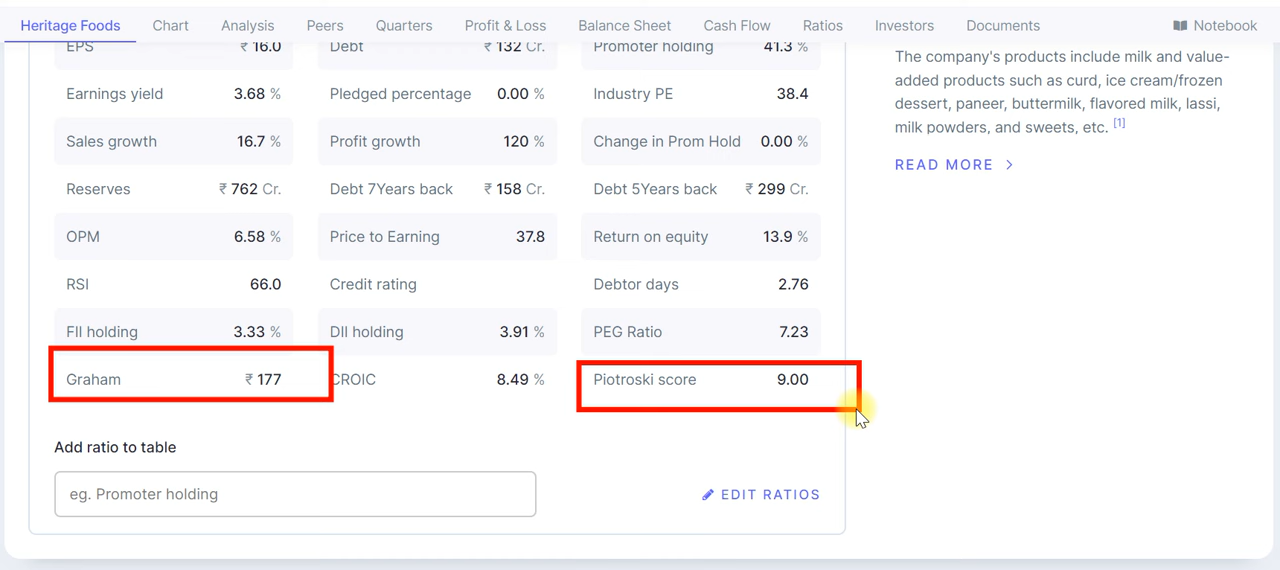 Heritage Foods Chart Analysis Peers Quarters Profit & Loss Balance Sheet Cash Flow Ratios Investors Documents Notebook
EPS ₹ 16.0 Debt ₹ 132 Cr. Promoter holding 41.3 %
Earnings yield 3.68 % Pledged percentage 0.00 % Industry PE 38.4
Sales growth 16.7 % Profit growth 120 % Change in Prom Hold 0.00 %
Reserves ₹ 762 Cr. Debt 7Years back ₹ 158 Cr. Debt 5Years back ₹ 299 Cr.
OPM 6.58 % Price to Earning 37.8 Return on equity 13.9 %
RSI 66.0 Credit rating Debtor days 2.76
FII holding 3.33 % DII holding 3.91 % PEG Ratio 7.23
Graham ₹ 177 CROIC 8.49 % Piotroski score 9.00
Add ratio to table
eg. Promoter holding
EDIT RATIOS
The company's products include milk and value-
added products such as curd, ice cream/frozen
dessert, paneer, buttermilk, flavored milk, lassi,
milk powders, and sweets, etc. [1]
READ MORE